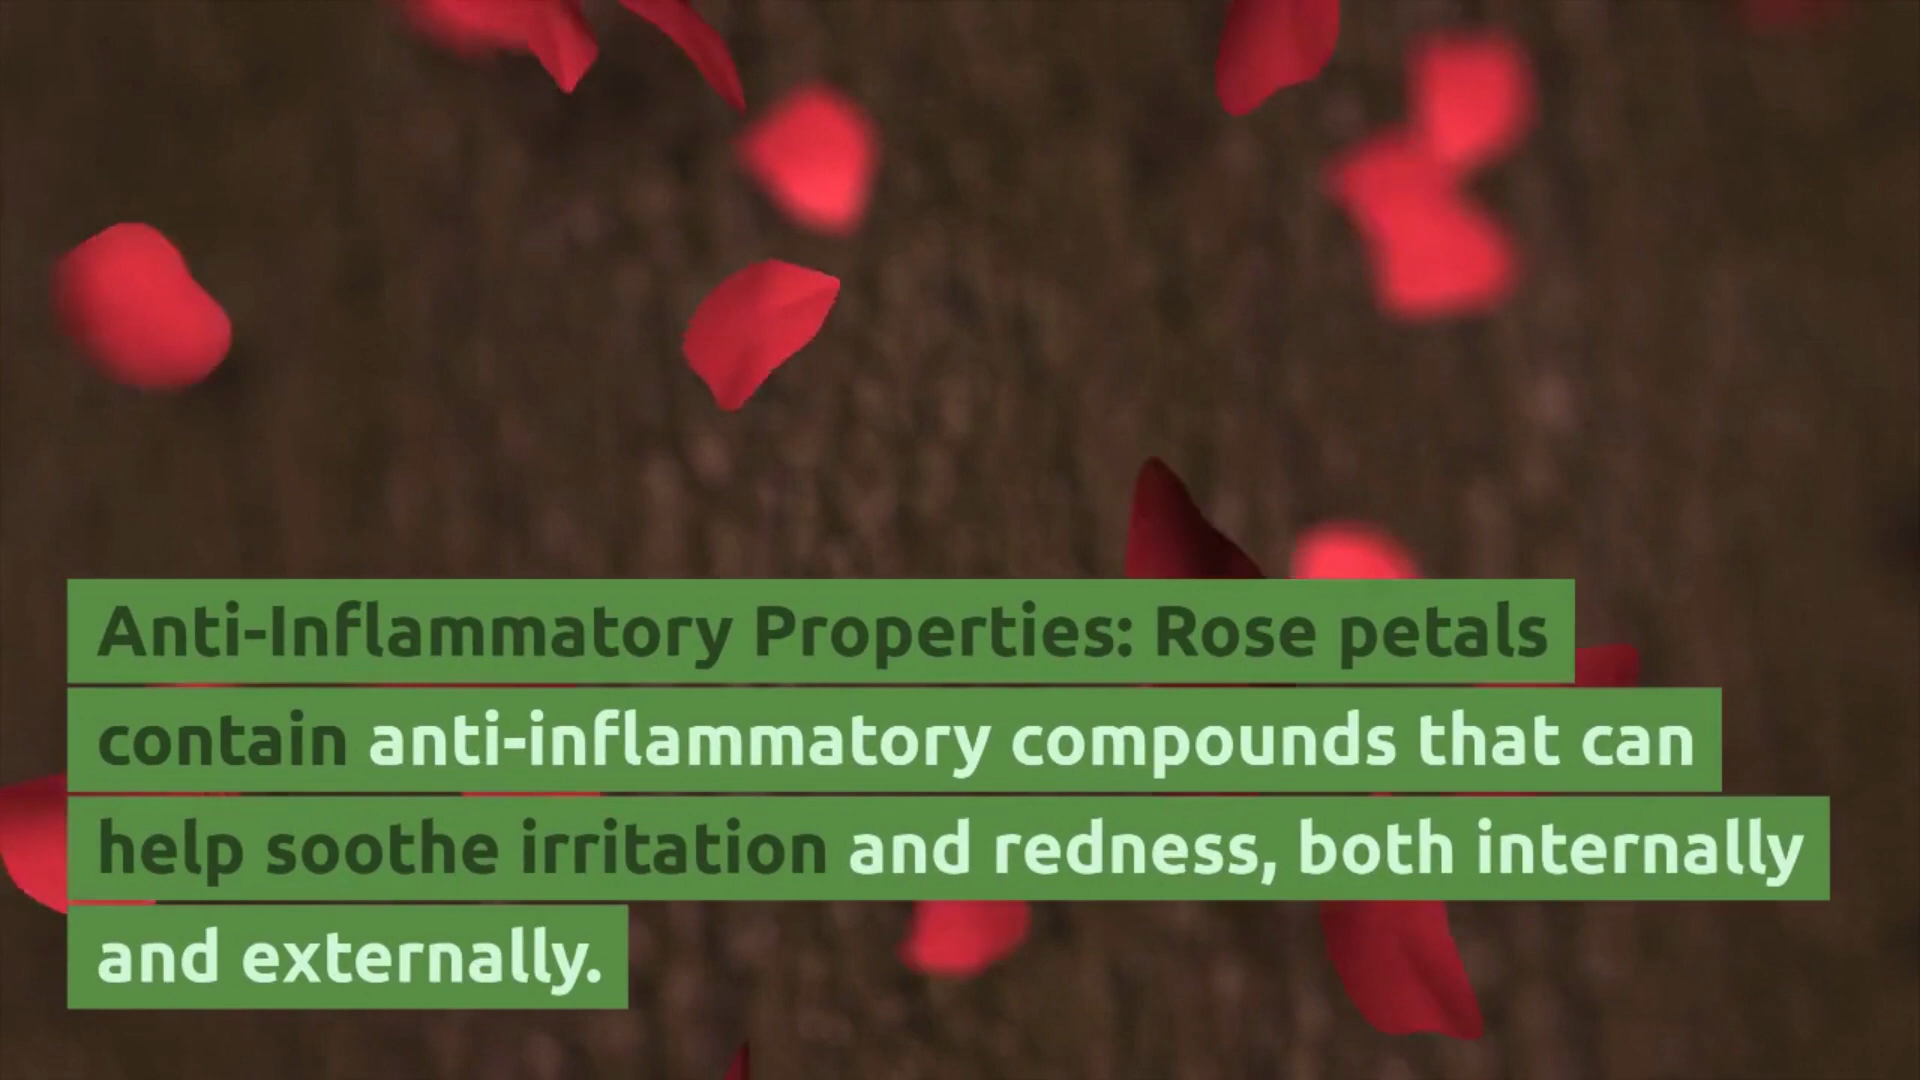 Anti-Inflammatory Properties: Rose petals
contain anti-inflammatory compounds that can
help soothe irritation and redness, both internally
and externally.